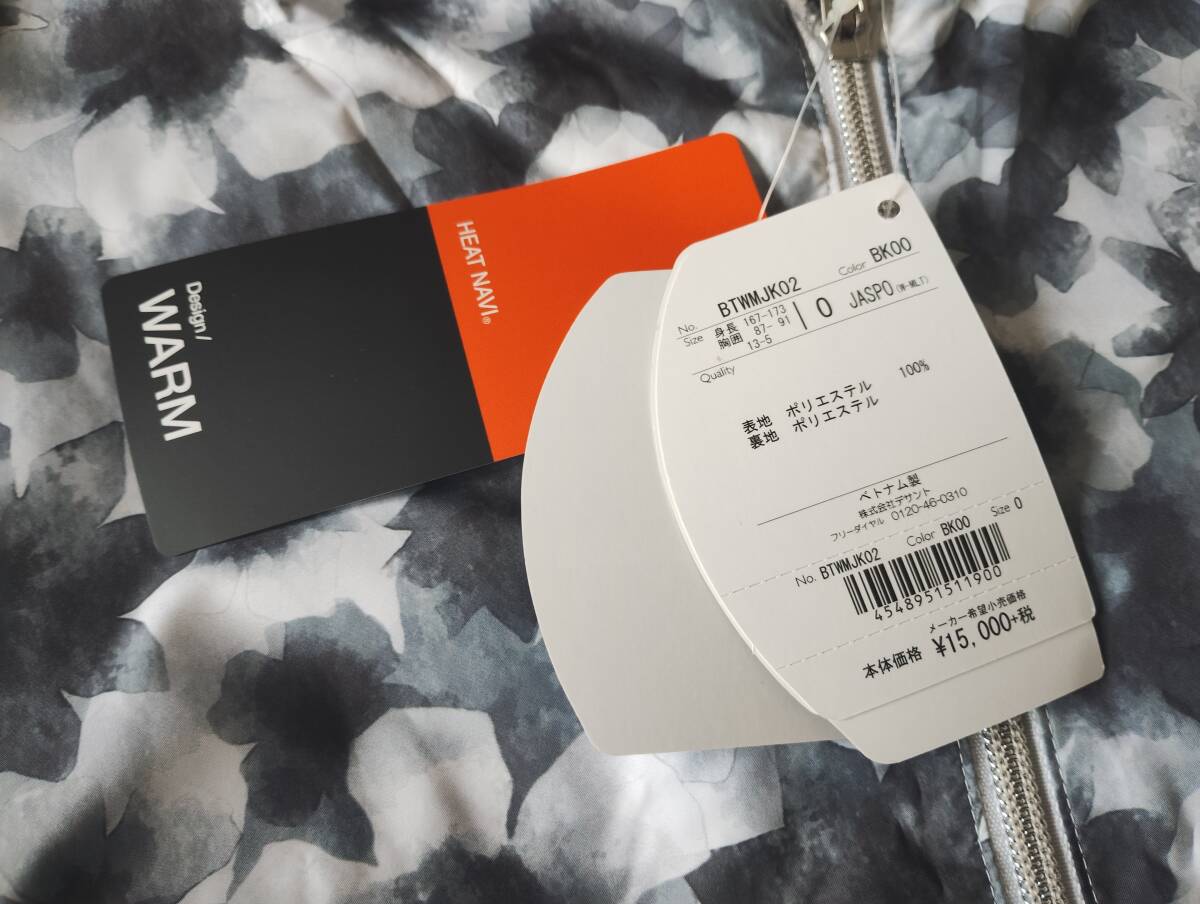 Design/
WARM
HEAT NAVI®
No. BTWMJK02 Color BK00
Size 身長 167-173 O JASPO (W-MLT)
胸囲 87- 91
13-5
Quality
表地 ポリエステル 100%
裏地 ポリエステル
ベトナム製
株式会社デサント
フリーダイヤル 0120-46-0310
No. BTWMJK02 Color BK00 Size O
4548951511900
メーカー希望小売価格
本体価格 ¥15,000+税